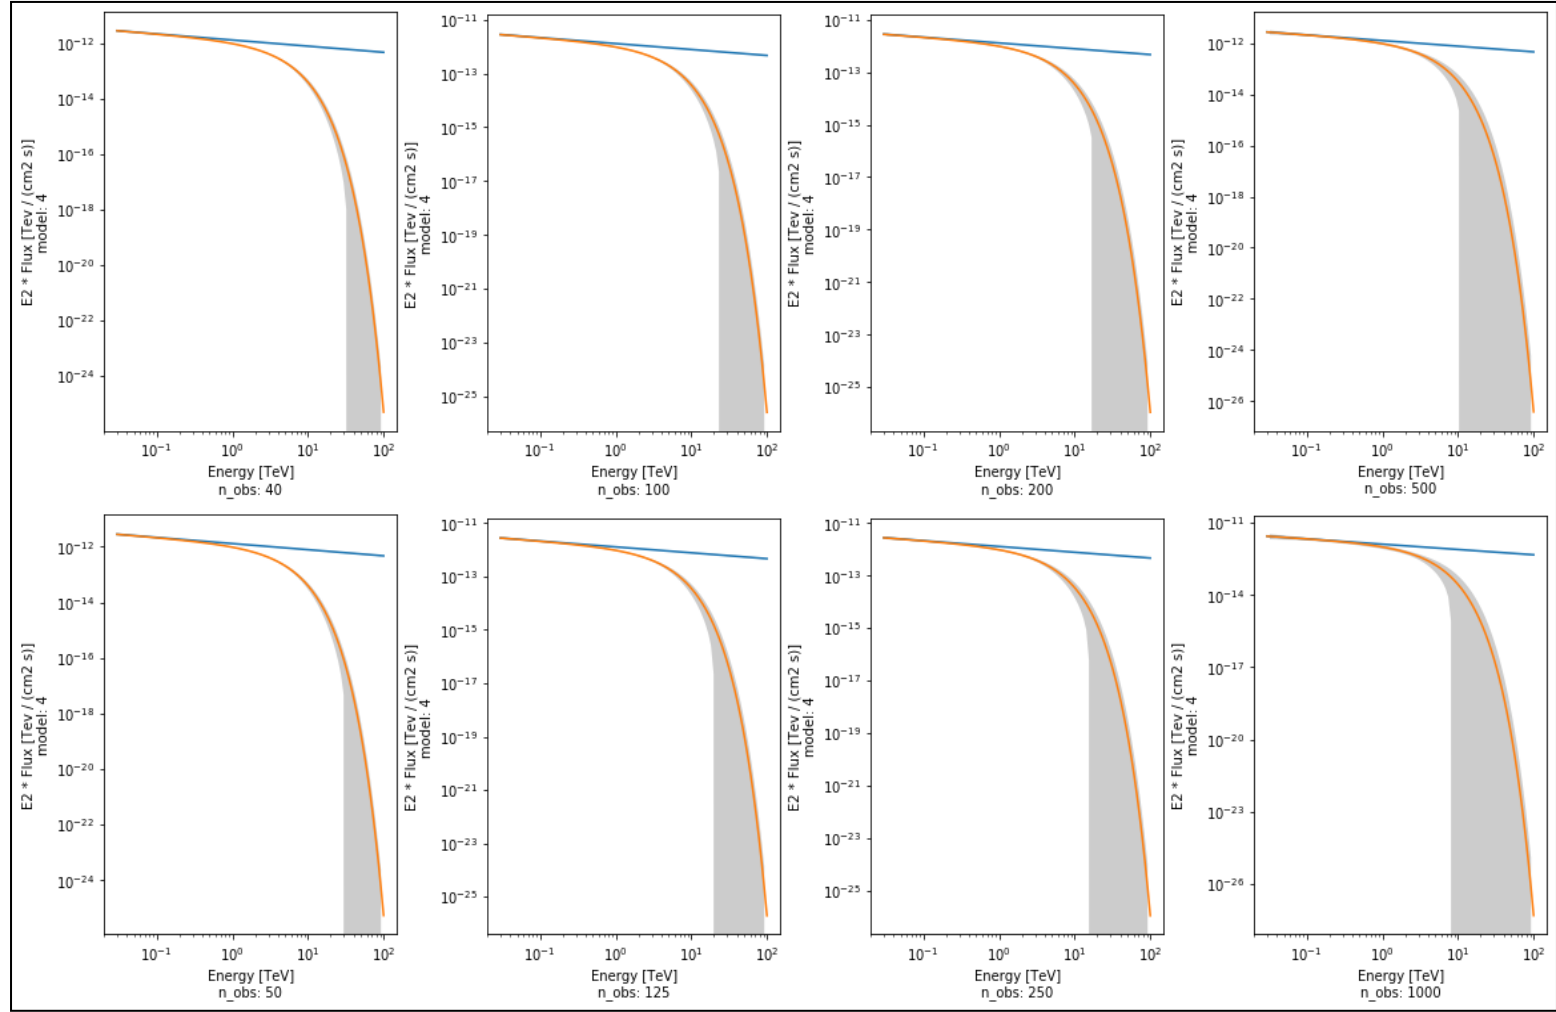 10⁻¹²
10⁻¹⁴
10⁻¹⁶
10⁻¹⁸
10⁻²⁰
10⁻²²
10⁻²⁴
E2 * Flux [Tev / (cm2 s)]
model: 4
10⁻¹ 10⁰ 10¹ 10²
Energy [TeV]
n_obs: 40
10⁻¹¹
10⁻¹³
10⁻¹⁵
10⁻¹⁷
10⁻¹⁹
10⁻²¹
10⁻²³
10⁻²⁵
E2 * Flux [Tev / (cm2 s)]
model: 4
10⁻¹ 10⁰ 10¹ 10²
Energy [TeV]
n_obs: 100
10⁻¹¹
10⁻¹³
10⁻¹⁵
10⁻¹⁷
10⁻¹⁹
10⁻²¹
10⁻²³
10⁻²⁵
E2 * Flux [Tev / (cm2 s)]
model: 4
10⁻¹ 10⁰ 10¹ 10²
Energy [TeV]
n_obs: 200
10⁻¹²
10⁻¹⁴
10⁻¹⁶
10⁻¹⁸
10⁻²⁰
10⁻²²
10⁻²⁴
10⁻²⁶
E2 * Flux [Tev / (cm2 s)]
model: 4
10⁻¹ 10⁰ 10¹ 10²
Energy [TeV]
n_obs: 500
10⁻¹²
10⁻¹⁴
10⁻¹⁶
10⁻¹⁸
10⁻²⁰
10⁻²²
10⁻²⁴
E2 * Flux [Tev / (cm2 s)]
model: 4
10⁻¹ 10⁰ 10¹ 10²
Energy [TeV]
n_obs: 50
10⁻¹¹
10⁻¹³
10⁻¹⁵
10⁻¹⁷
10⁻¹⁹
10⁻²¹
10⁻²³
10⁻²⁵
E2 * Flux [Tev / (cm2 s)]
model: 4
10⁻¹ 10⁰ 10¹ 10²
Energy [TeV]
n_obs: 125
10⁻¹¹
10⁻¹³
10⁻¹⁵
10⁻¹⁷
10⁻¹⁹
10⁻²¹
10⁻²³
10⁻²⁵
E2 * Flux [Tev / (cm2 s)]
model: 4
10⁻¹ 10⁰ 10¹ 10²
Energy [TeV]
n_obs: 250
10⁻¹¹
10⁻¹⁴
10⁻¹⁷
10⁻²⁰
10⁻²³
10⁻²⁶
E2 * Flux [Tev / (cm2 s)]
model: 4
10⁻¹ 10⁰ 10¹ 10²
Energy [TeV]
n_obs: 1000